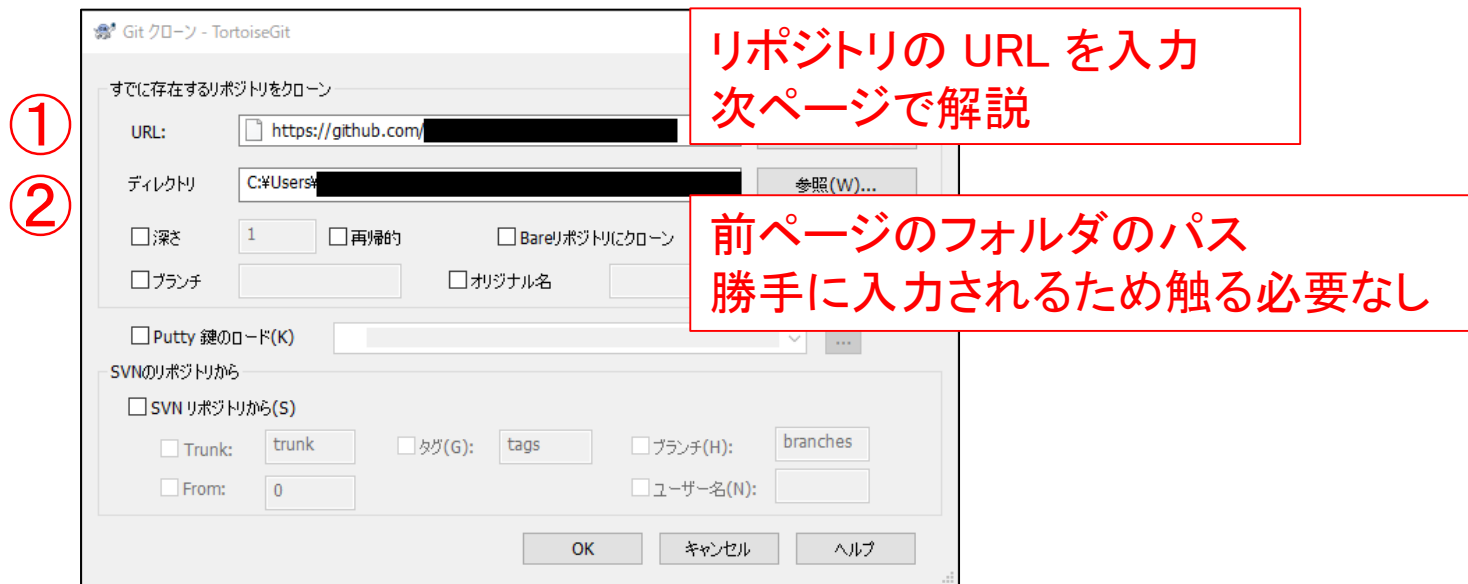 Git クローン - TortoiseGit
リポジトリの URL を入力
次ページで解説
すでに存在するリポジトリをクローン
①
URL:
https://github.com/
②
ディレクトリ
C:¥Users¥
参照(W)...
前ページのフォルダのパス
勝手に入力されるため触る必要なし
深さ
1
再帰的
Bareリポジトリにクローン
ブランチ
オリジナル名
Putty 鍵のロード(K)
...
SVNのリポジトリから
SVN リポジトリから(S)
Trunk:
trunk
タグ(G):
tags
ブランチ(H):
branches
From:
0
ユーザー名(N):
OK
キャンセル
ヘルプ